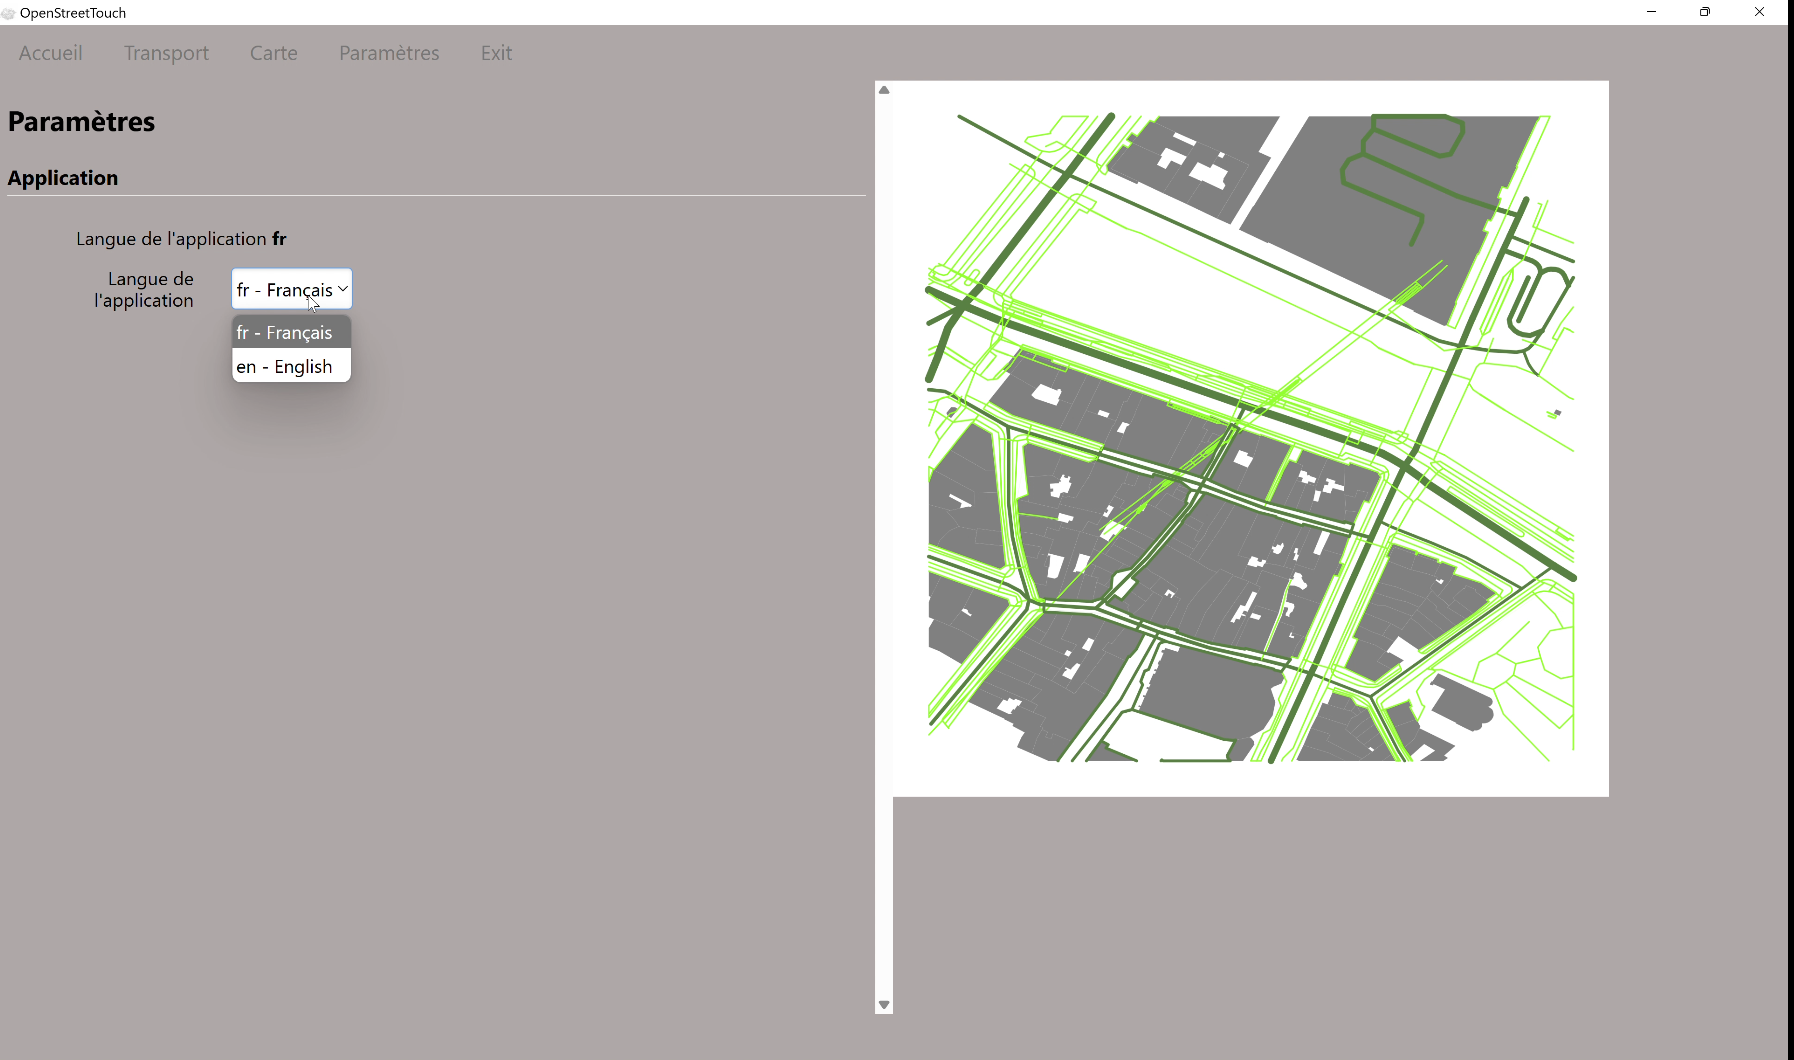 OpenStreetTouch
Accueil Transport Carte Paramètres Exit
Paramètres
Application
Langue de l'application fr
Langue de
l'application
fr - Français
fr - Français
en - English